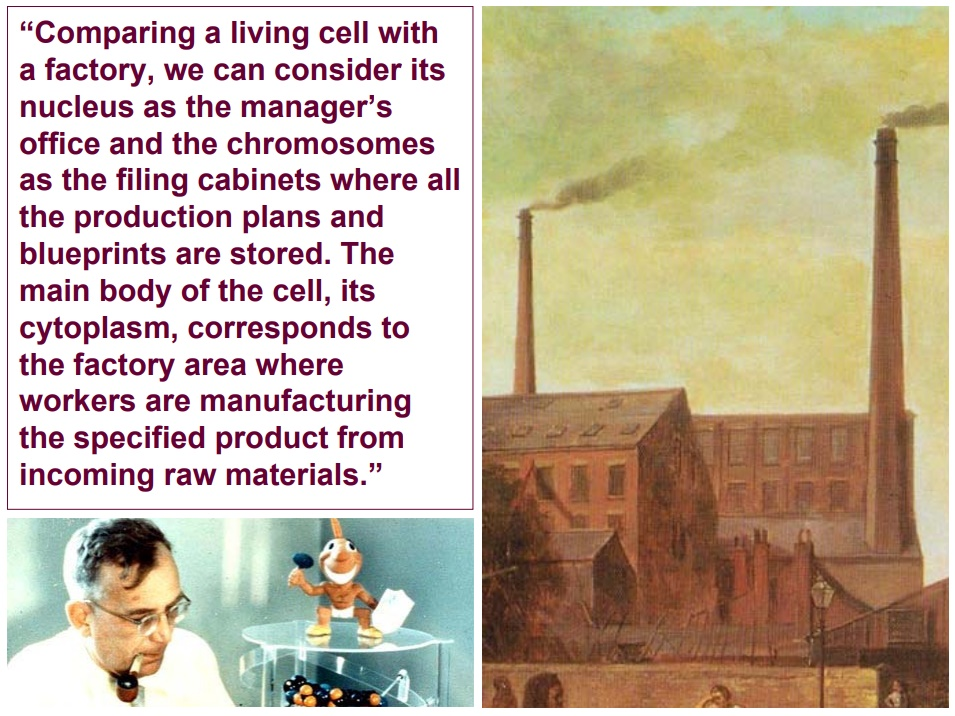 “Comparing a living cell with
a factory, we can consider its
nucleus as the manager’s
office and the chromosomes
as the filing cabinets where all
the production plans and
blueprints are stored. The
main body of the cell, its
cytoplasm, corresponds to
the factory area where
workers are manufacturing
the specified product from
incoming raw materials.”